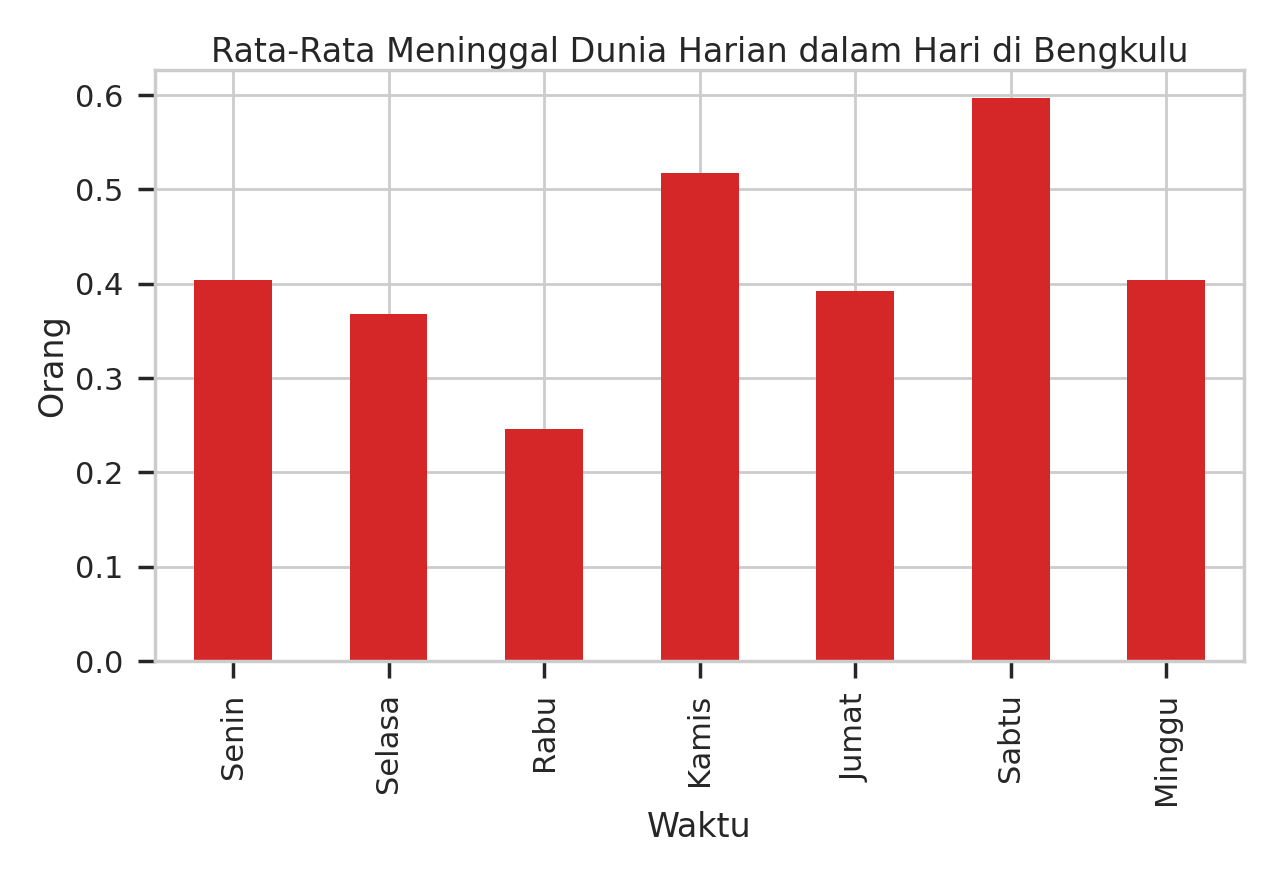 Rata-Rata Meninggal Dunia Harian dalam Hari di Bengkulu
0.6
0.5
0.4
0.3
0.2
0.1
0.0
Orang
Senin
Selasa
Rabu
Kamis
Jumat
Sabtu
Minggu
Waktu